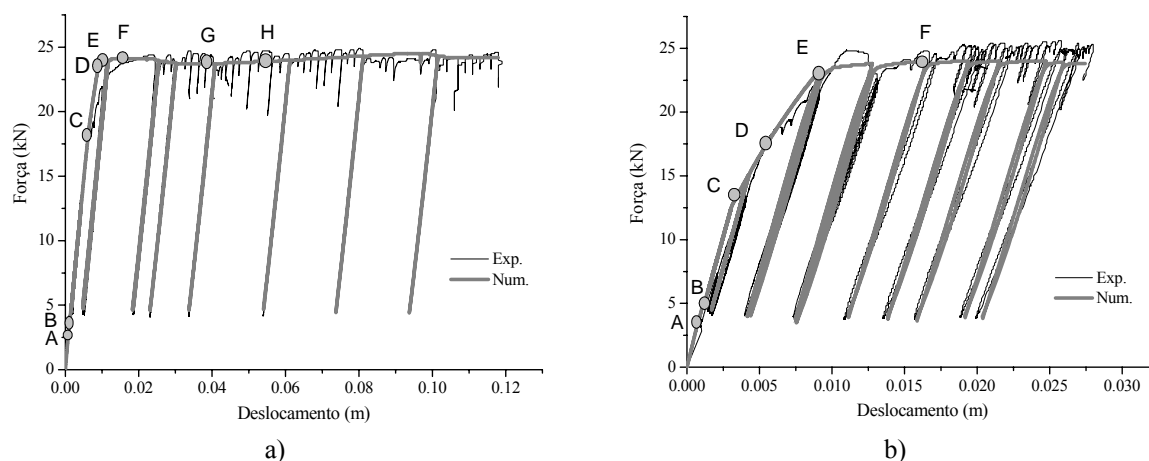 a)
E
F
G
H
D
C
B
A
25
20
15
10
5
0
Força (kN)
0.00
0.02
0.04
0.06
0.08
0.10
0.12
Deslocamento (m)
Exp.
Num.
a)
b)
E
F
D
C
B
A
25
20
15
10
5
0
Força (kN)
0.000
0.005
0.010
0.015
0.020
0.025
0.030
Deslocamento (m)
Exp.
Num.
b)